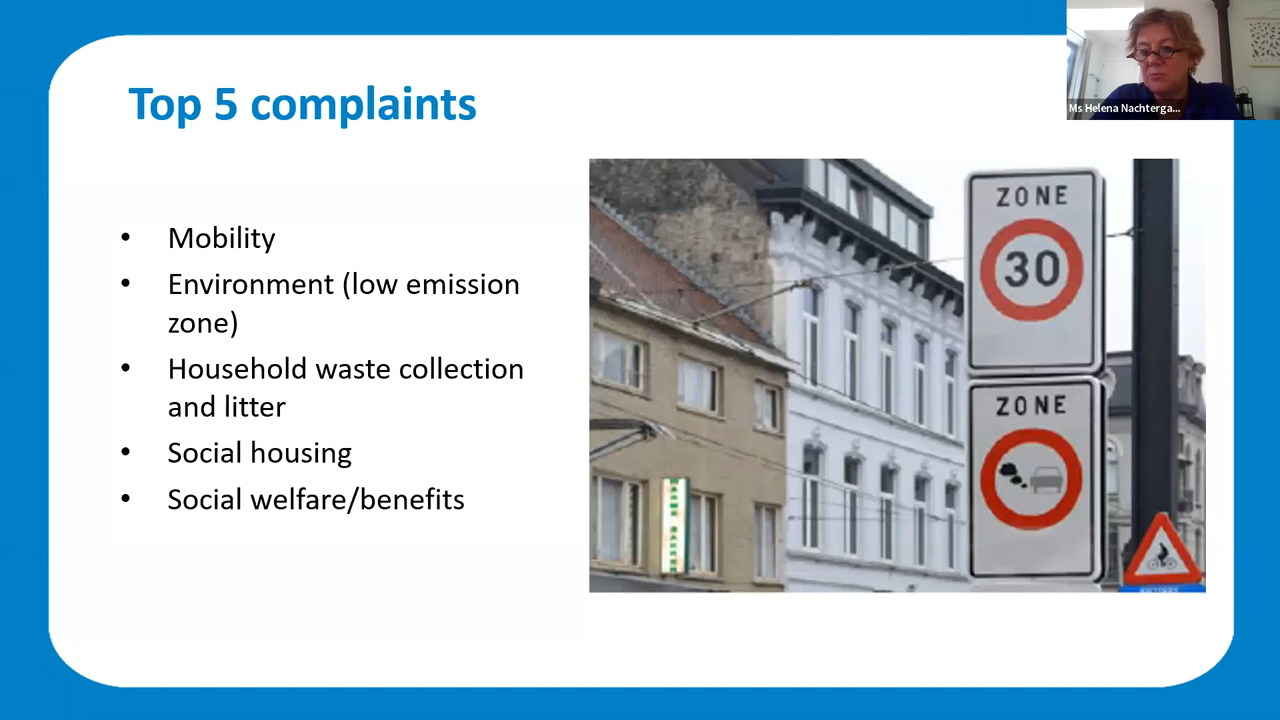 Top 5 complaints
Ms Helena Nachterga...
• Mobility
• Environment (low emission
zone)
• Household waste collection
and litter
• Social housing
• Social welfare/benefits
ZONE
30
ZONE